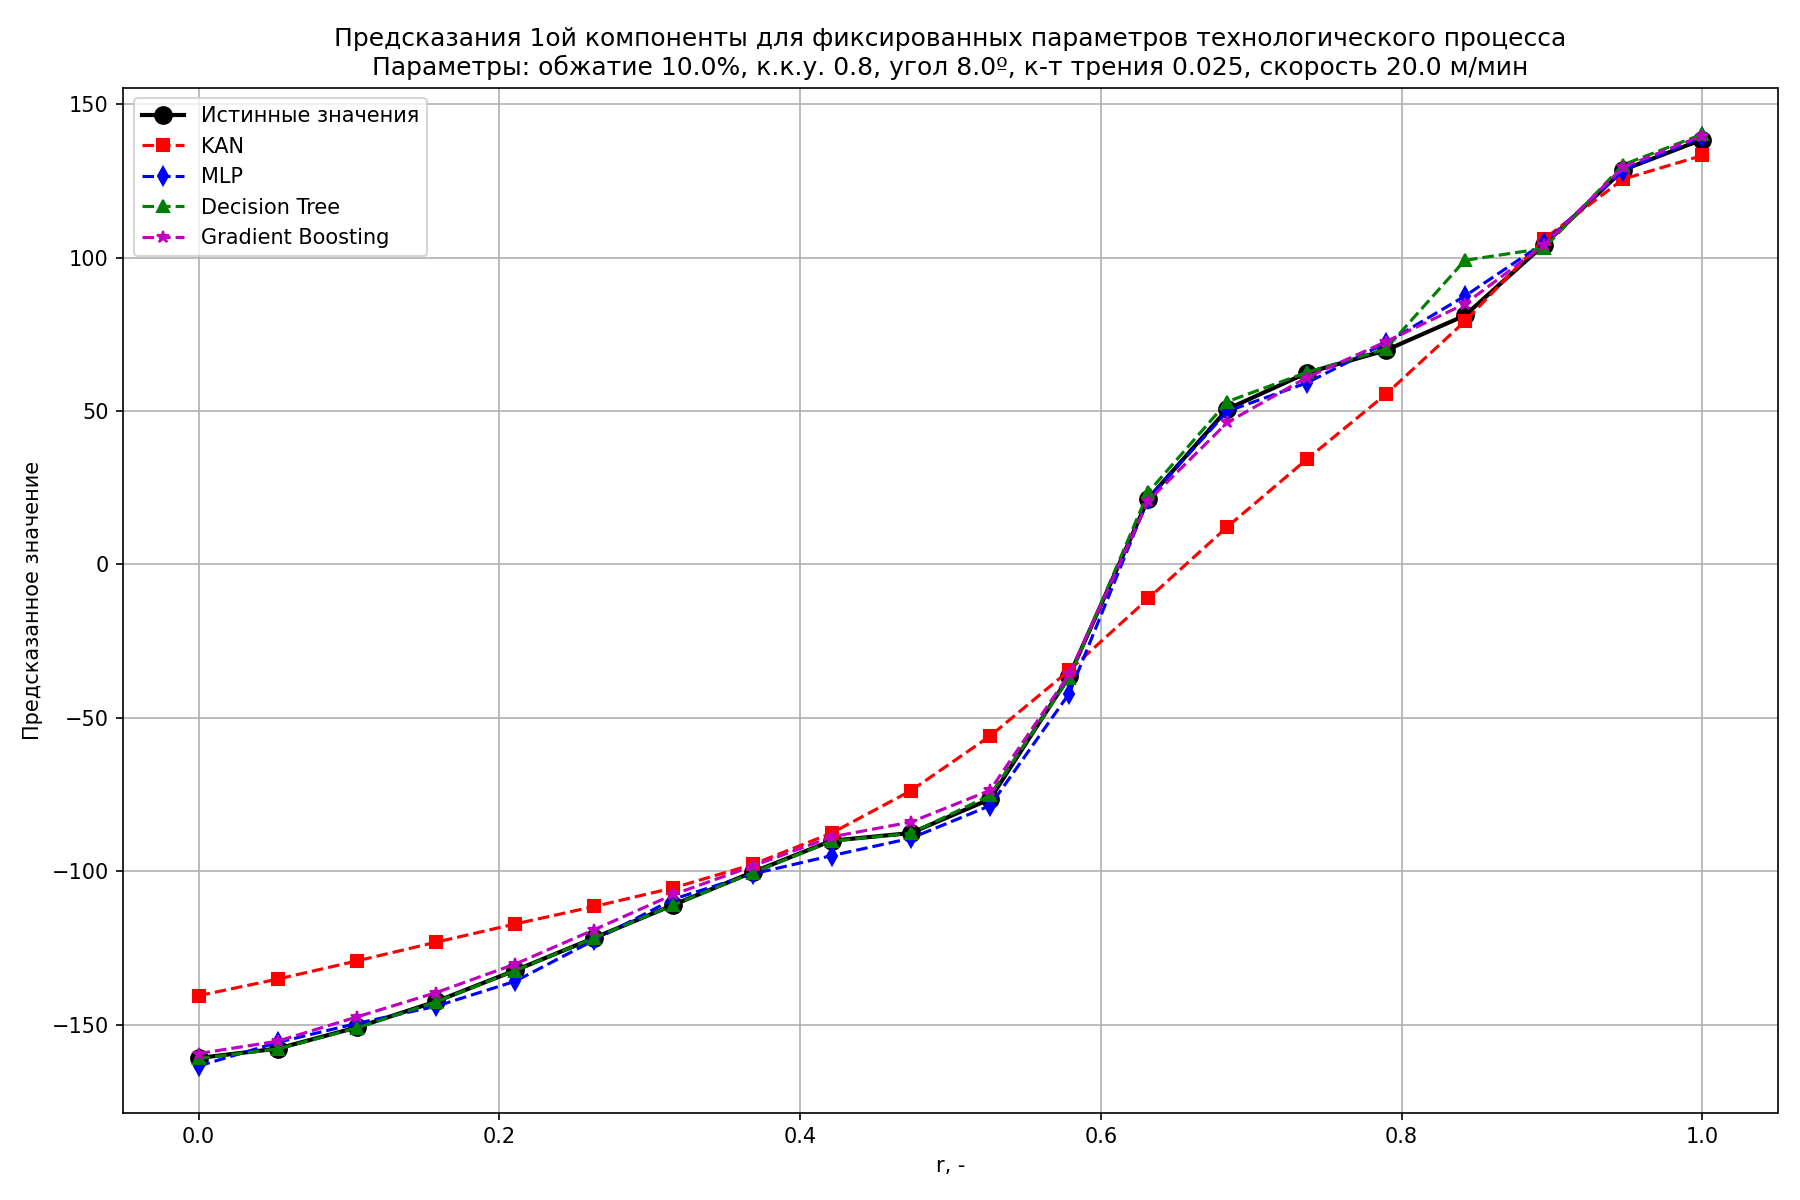 Предсказания 1ой компоненты для фиксированных параметров технологического процесса
Параметры: обжатие 10.0%, к.к.у. 0.8, угол 8.0º, к-т трения 0.025, скорость 20.0 м/мин
Истинные значения
KAN
MLP
Decision Tree
Gradient Boosting
Предсказанное значение
150
100
50
0
−50
−100
−150
0.0
0.2
0.4
0.6
0.8
1.0
r, -